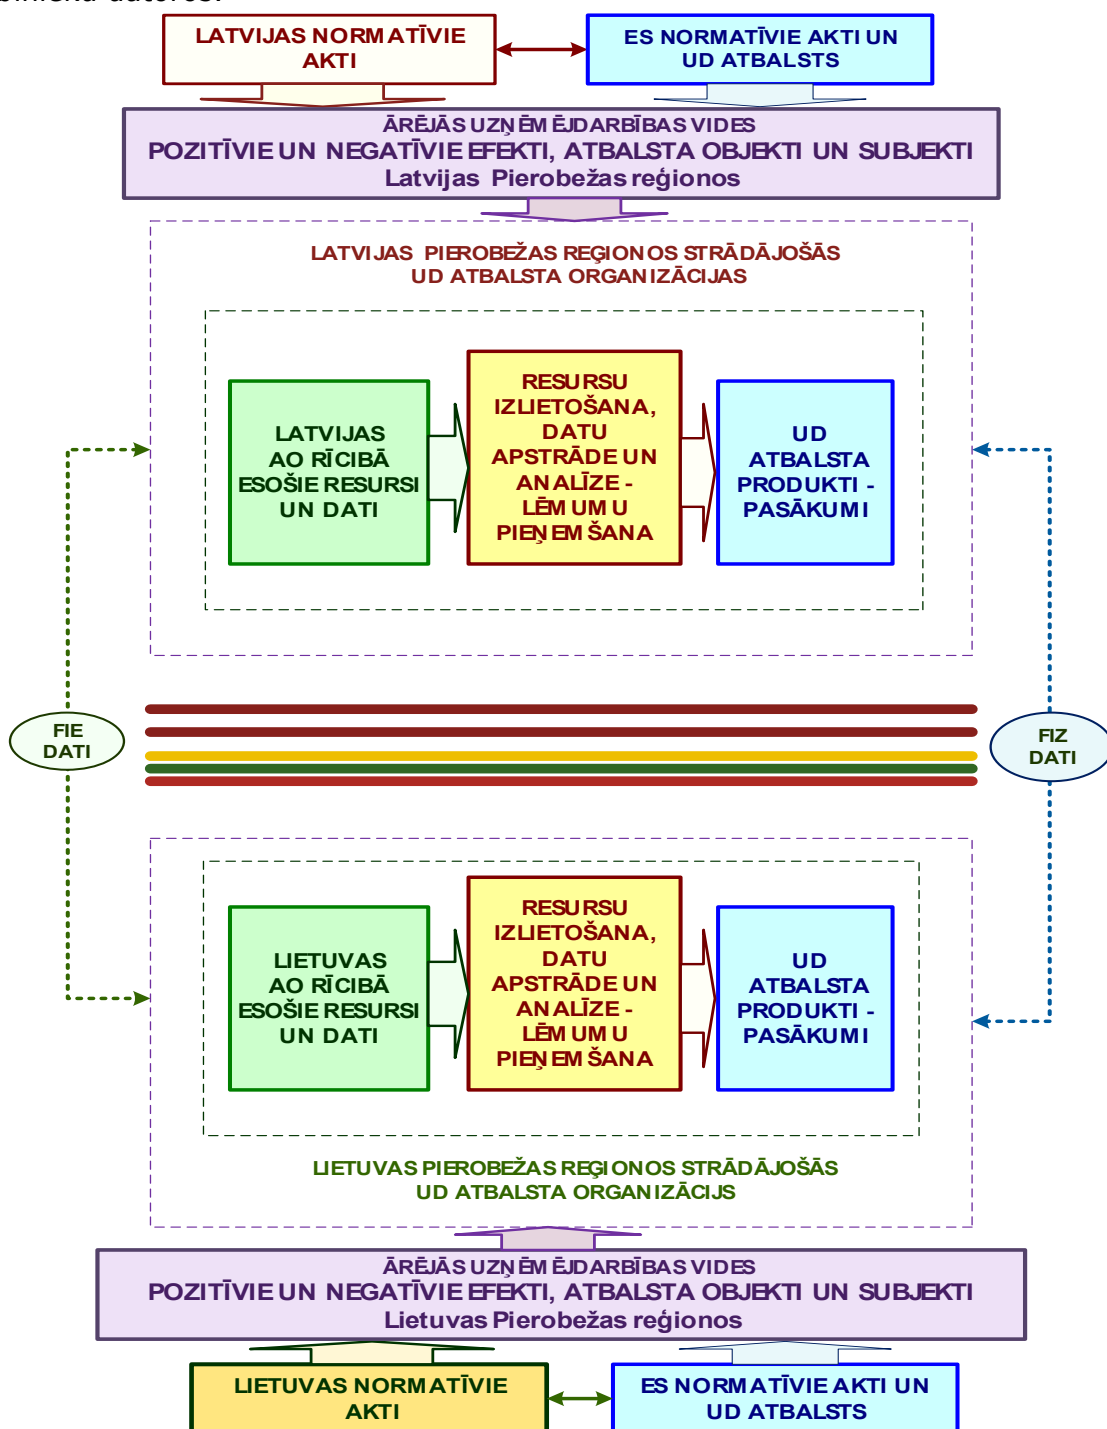 LATVIJAS NORMATĪVIE
AKTI
ES NORMATĪVIE AKTI UN
UD ATBALSTS
ĀRĒJĀS UZŅĒMĒJDARBĪBAS VIDES
POZITĪVIE UN NEGATĪVIE EFEKTI, ATBALSTA OBJEKTI UN SUBJEKTI
Latvijas Pierobežas reģionos
LATVIJAS PIEROBEŽAS REĢIONOS STRĀDĀJOŠĀS
UD ATBALSTA ORGANIZĀCIJAS
LATVIJAS
AO RĪCIBĀ
ESOŠIE RESURSI
UN DATI
RESURSU
IZLIETOŠANA,
DATU
APSTRĀDE UN
ANALĪZE -
LĒMUMU
PIEŅEMŠANA
UD
ATBALSTA
PRODUKTI -
PASĀKUMI
FIE
DATI
FIZ
DATI
LIETUVAS
AO RĪCIBĀ
ESOŠIE RESURSI
UN DATI
RESURSU
IZLIETOŠANA,
DATU
APSTRĀDE UN
ANALĪZE -
LĒMUMU
PIEŅEMŠANA
UD
ATBALSTA
PRODUKTI -
PASĀKUMI
LIETUVAS PIEROBEŽAS REĢIONOS STRĀDĀJOŠĀS
UD ATBALSTA ORGANIZĀCIJS
ĀRĒJĀS UZŅĒMĒJDARBĪBAS VIDES
POZITĪVIE UN NEGATĪVIE EFEKTI, ATBALSTA OBJEKTI UN SUBJEKTI
Lietuvas Pierobežas reģionos
LIETUVAS NORMATĪVIE
AKTI
ES NORMATĪVIE AKTI UN
UD ATBALSTS